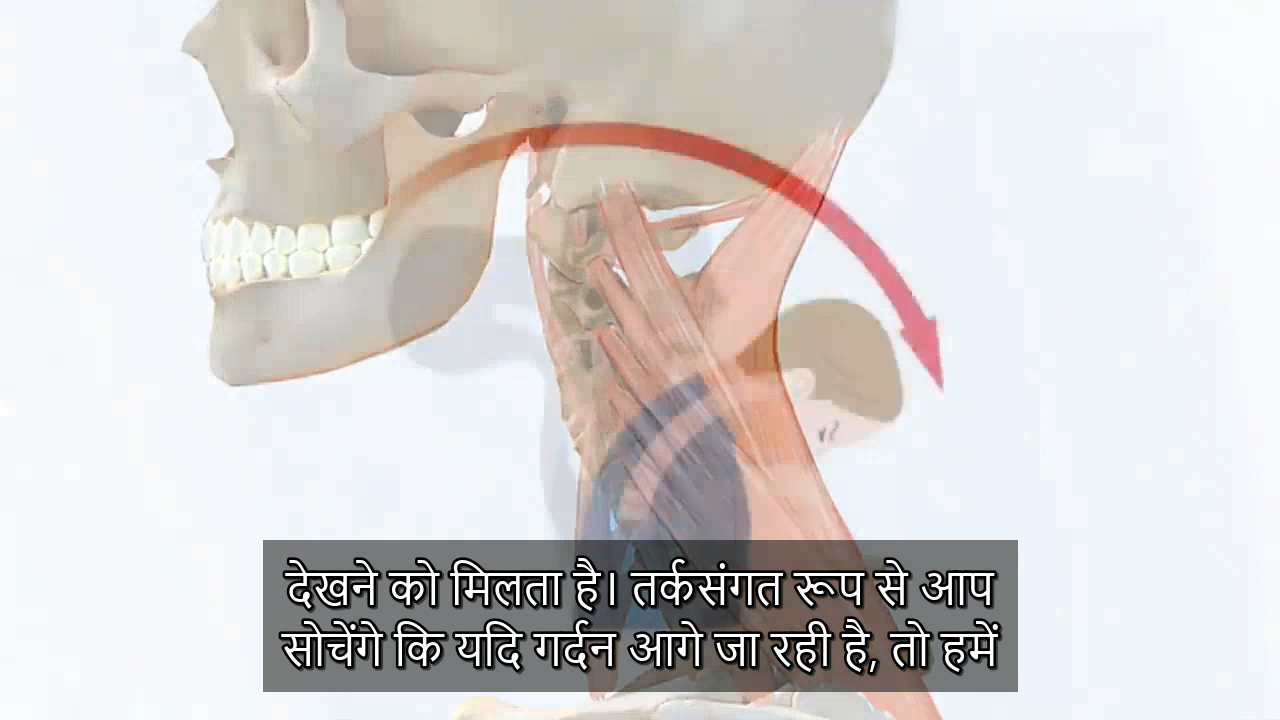 देखने को मिलता है। तर्कसंगत रूप से आप
सोचेंगे कि यदि गर्दन आगे जा रही है, तो हमें